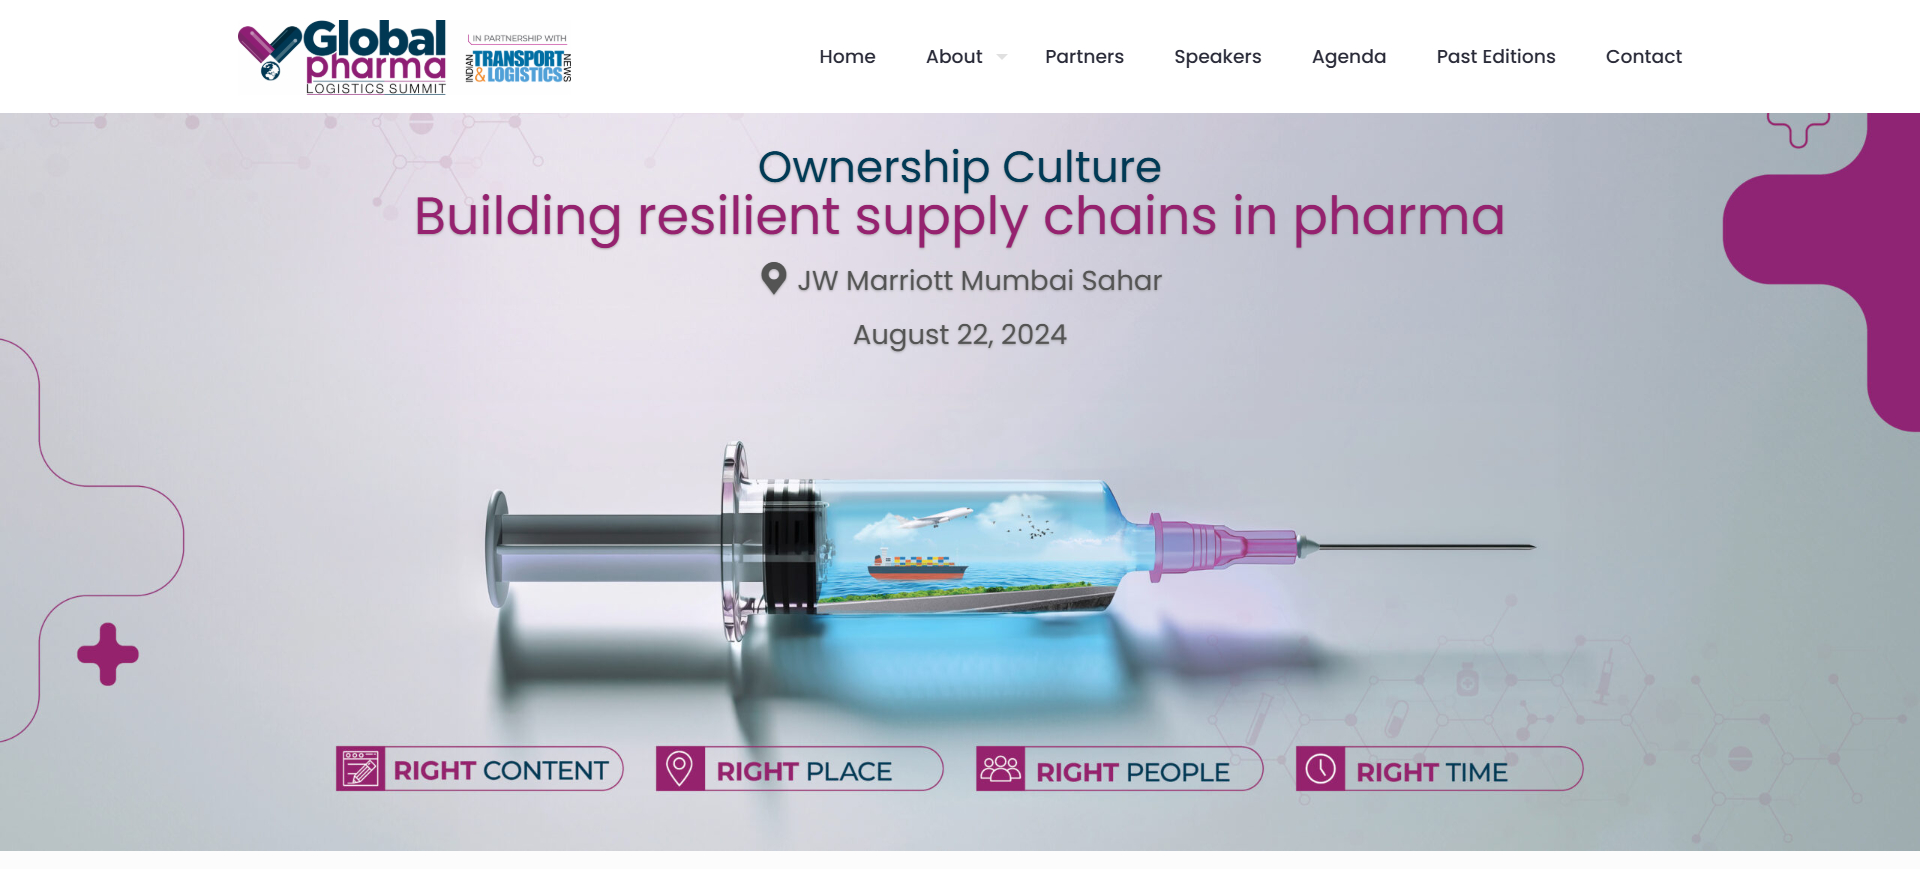 Global
pharma
LOGISTICS SUMMIT
IN PARTNERSHIP WITH
INDIAN
TRANSPORT
& LOGISTICS
NEWS
Home
About
Partners
Speakers
Agenda
Past Editions
Contact
Ownership Culture
Building resilient supply chains in pharma
JW Marriott Mumbai Sahar
August 22, 2024
RIGHT CONTENT
RIGHT PLACE
RIGHT PEOPLE
RIGHT TIME